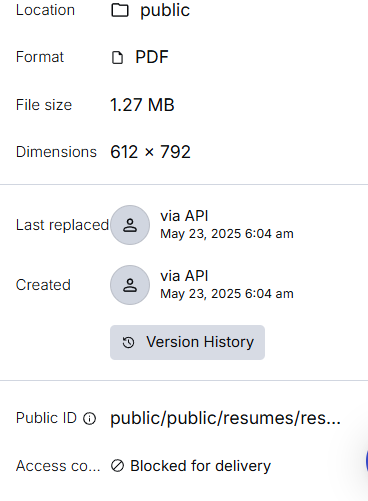 Location public
Format PDF
File size 1.27 MB
Dimensions 612 × 792
Last replaced via API
May 23, 2025 6:04 am
Created via API
May 23, 2025 6:04 am
Version History
Public ID public/public/resumes/res...
Access co... Blocked for delivery